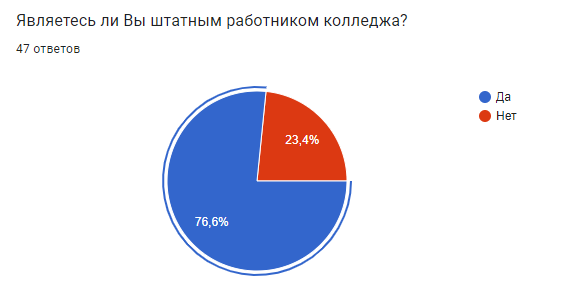 Являетесь ли Вы штатным работником колледжа?
47 ответов
Да
Нет
23,4%
76,6%